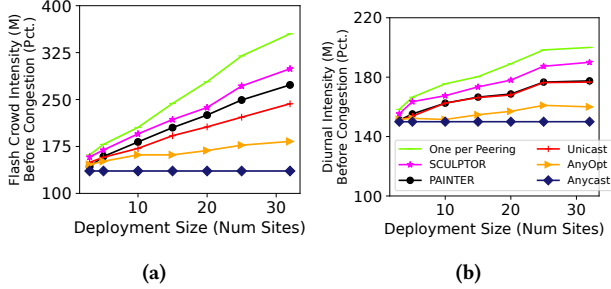 Flash Crowd Intensity (M)
Before Congestion (Pct.)
400
325
250
175
100
10
20
30
Deployment Size (Num Sites)
(a)
Diurnal Intensity (M)
Before Congestion (Pct.)
220
180
140
100
One per Peering
SCULPTOR
PAINTER
Unicast
AnyOpt
Anycast
10
20
30
Deployment Size (Num Sites)
(b)